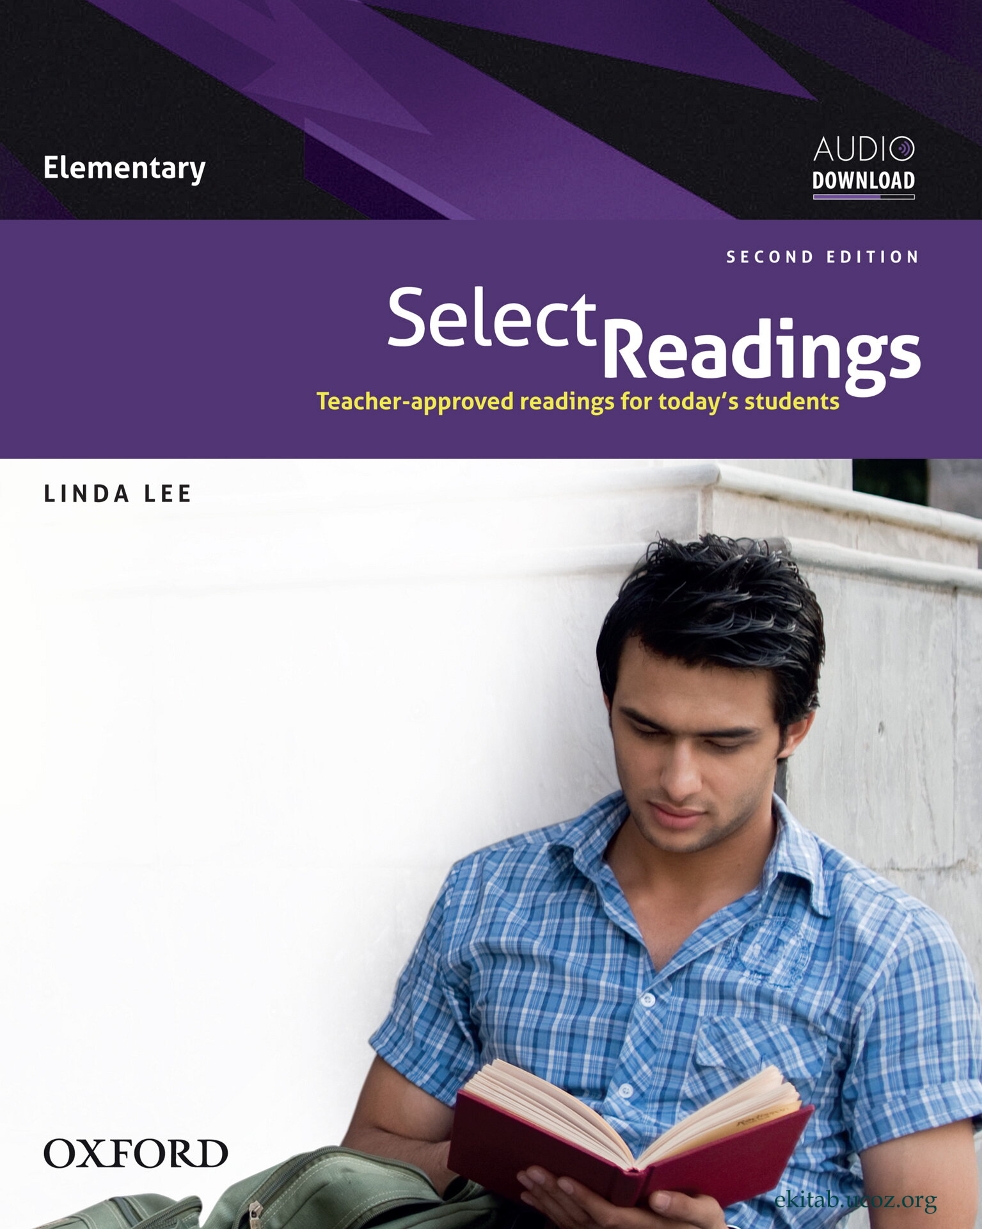 Elementary
AUDIO
DOWNLOAD
SECOND EDITION
Select Readings
Teacher-approved readings for today's students
LINDA LEE
OXFORD
ekitab.ucoz.org